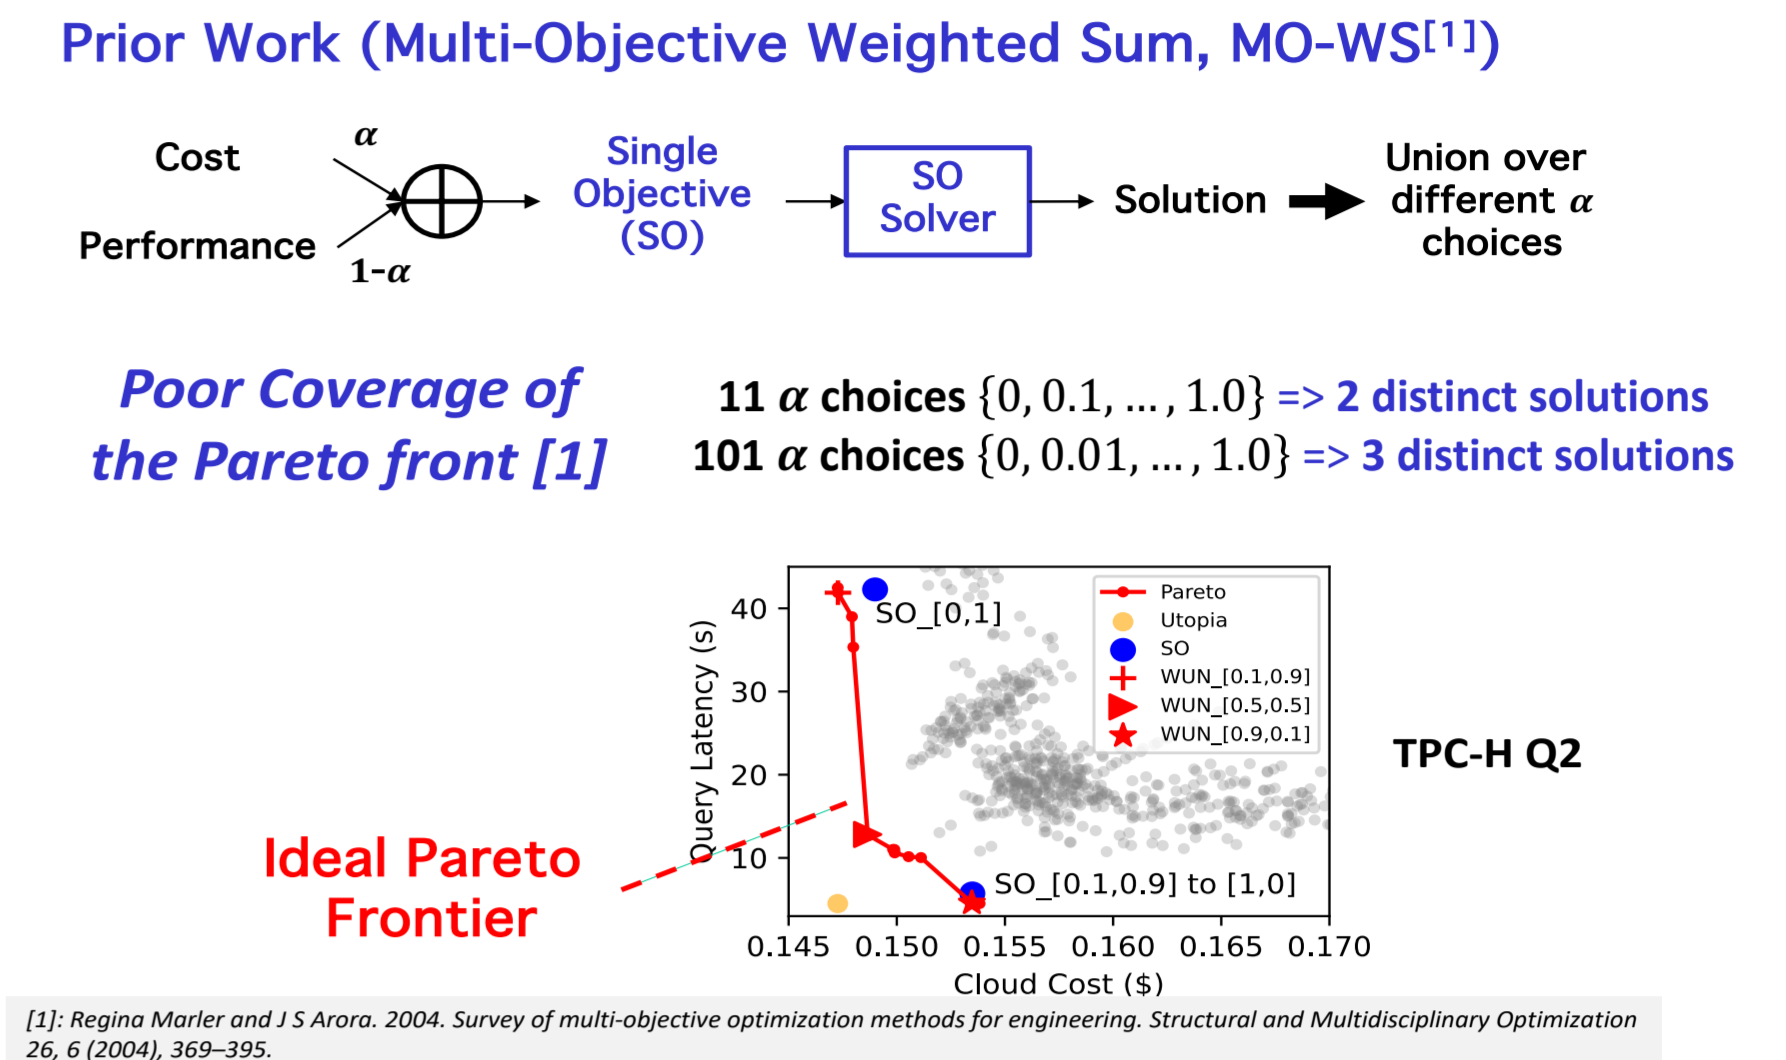 Prior Work (Multi-Objective Weighted Sum, MO-WS[1])
Cost
α
Performance
1-α
Single
Objective
(SO)
SO
Solver
Solution
Union over
different α
choices
Poor Coverage of
the Pareto front [1]
11 α choices {0, 0.1, ... , 1.0} => 2 distinct solutions
101 α choices {0, 0.01, ... , 1.0} => 3 distinct solutions
Query Latency (s)
40
30
20
10
SO_[0,1]
SO_[0.1,0.9] to [1,0]
Pareto
Utopia
SO
WUN_[0.1,0.9]
WUN_[0.5,0.5]
WUN_[0.9,0.1]
0.145 0.150 0.155 0.160 0.165 0.170
Cloud Cost ($)
TPC-H Q2
Ideal Pareto
Frontier
[1]: Regina Marler and J S Arora. 2004. Survey of multi-objective optimization methods for engineering. Structural and Multidisciplinary Optimization
26, 6 (2004), 369–395.